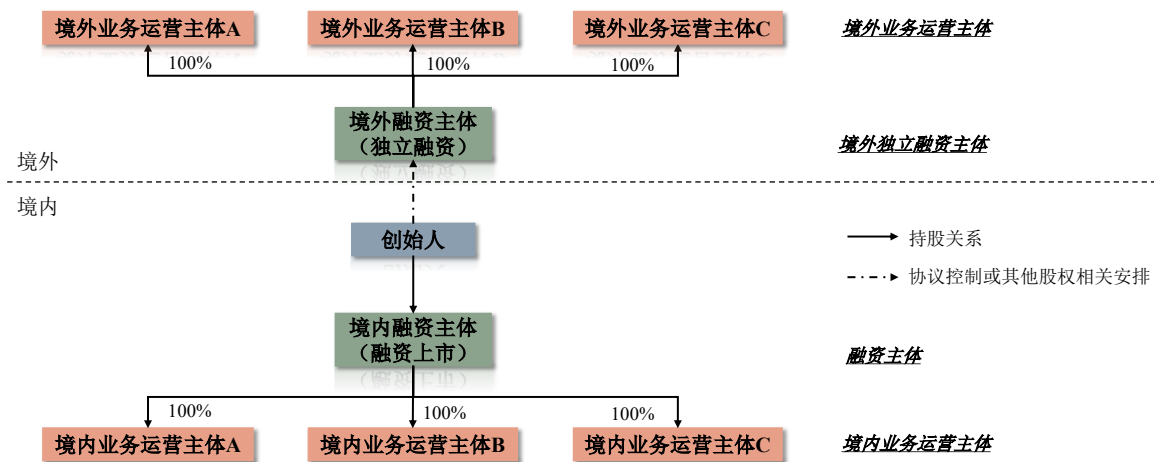 境外业务运营主体A
境外业务运营主体B
境外业务运营主体C
境外业务运营主体
100%
100%
100%
境外融资主体
（独立融资）
境外独立融资主体
境外
境内
创始人
持股关系
协议控制或其他股权相关安排
境内融资主体
（融资上市）
融资主体
100%
100%
100%
境内业务运营主体A
境内业务运营主体B
境内业务运营主体C
境内业务运营主体